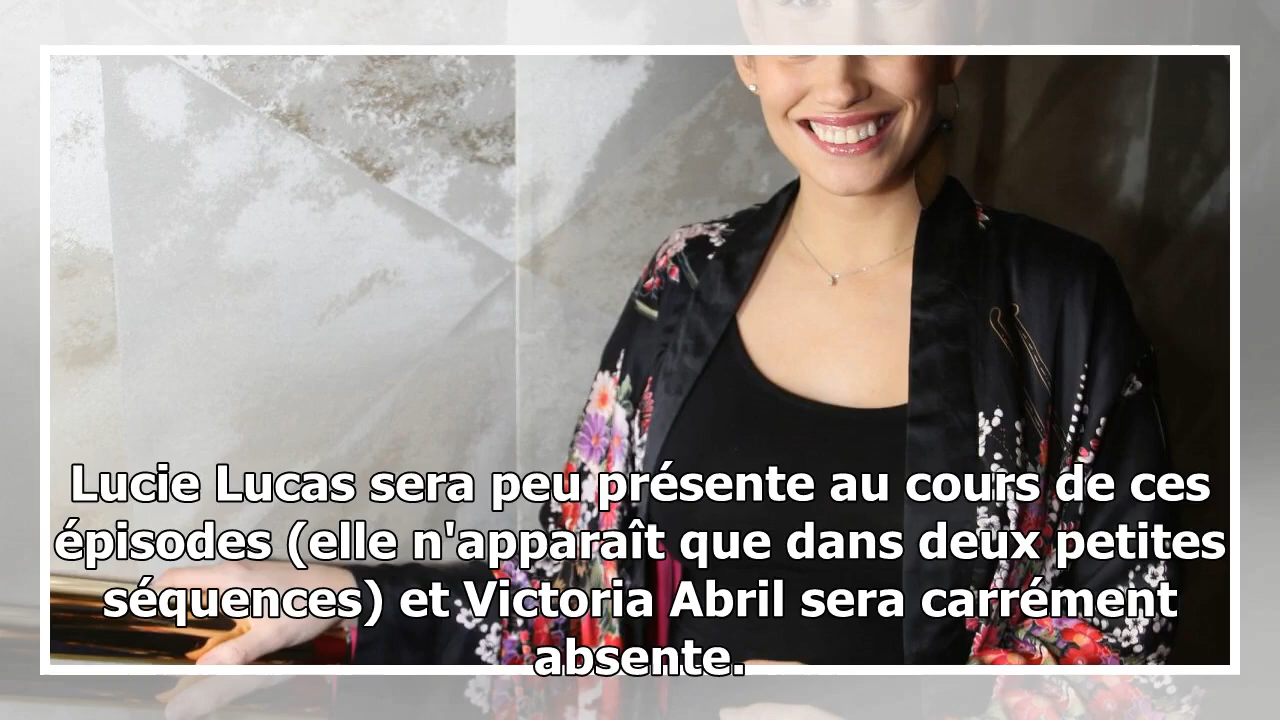 Lucie Lucas sera peu présente au cours de ces
épisodes (elle n'apparaît que dans deux petites
séquences) et Victoria Abril sera carrément
absente.